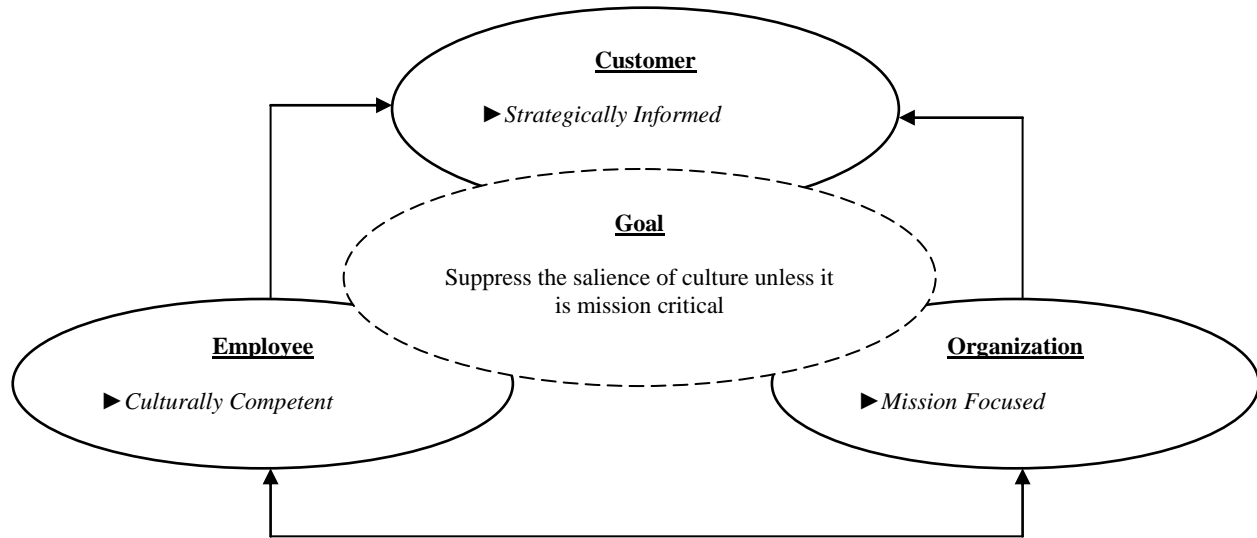 Customer
►Strategically Informed
Goal
Suppress the salience of culture unless it
is mission critical
Employee
►Culturally Competent
Organization
►Mission Focused